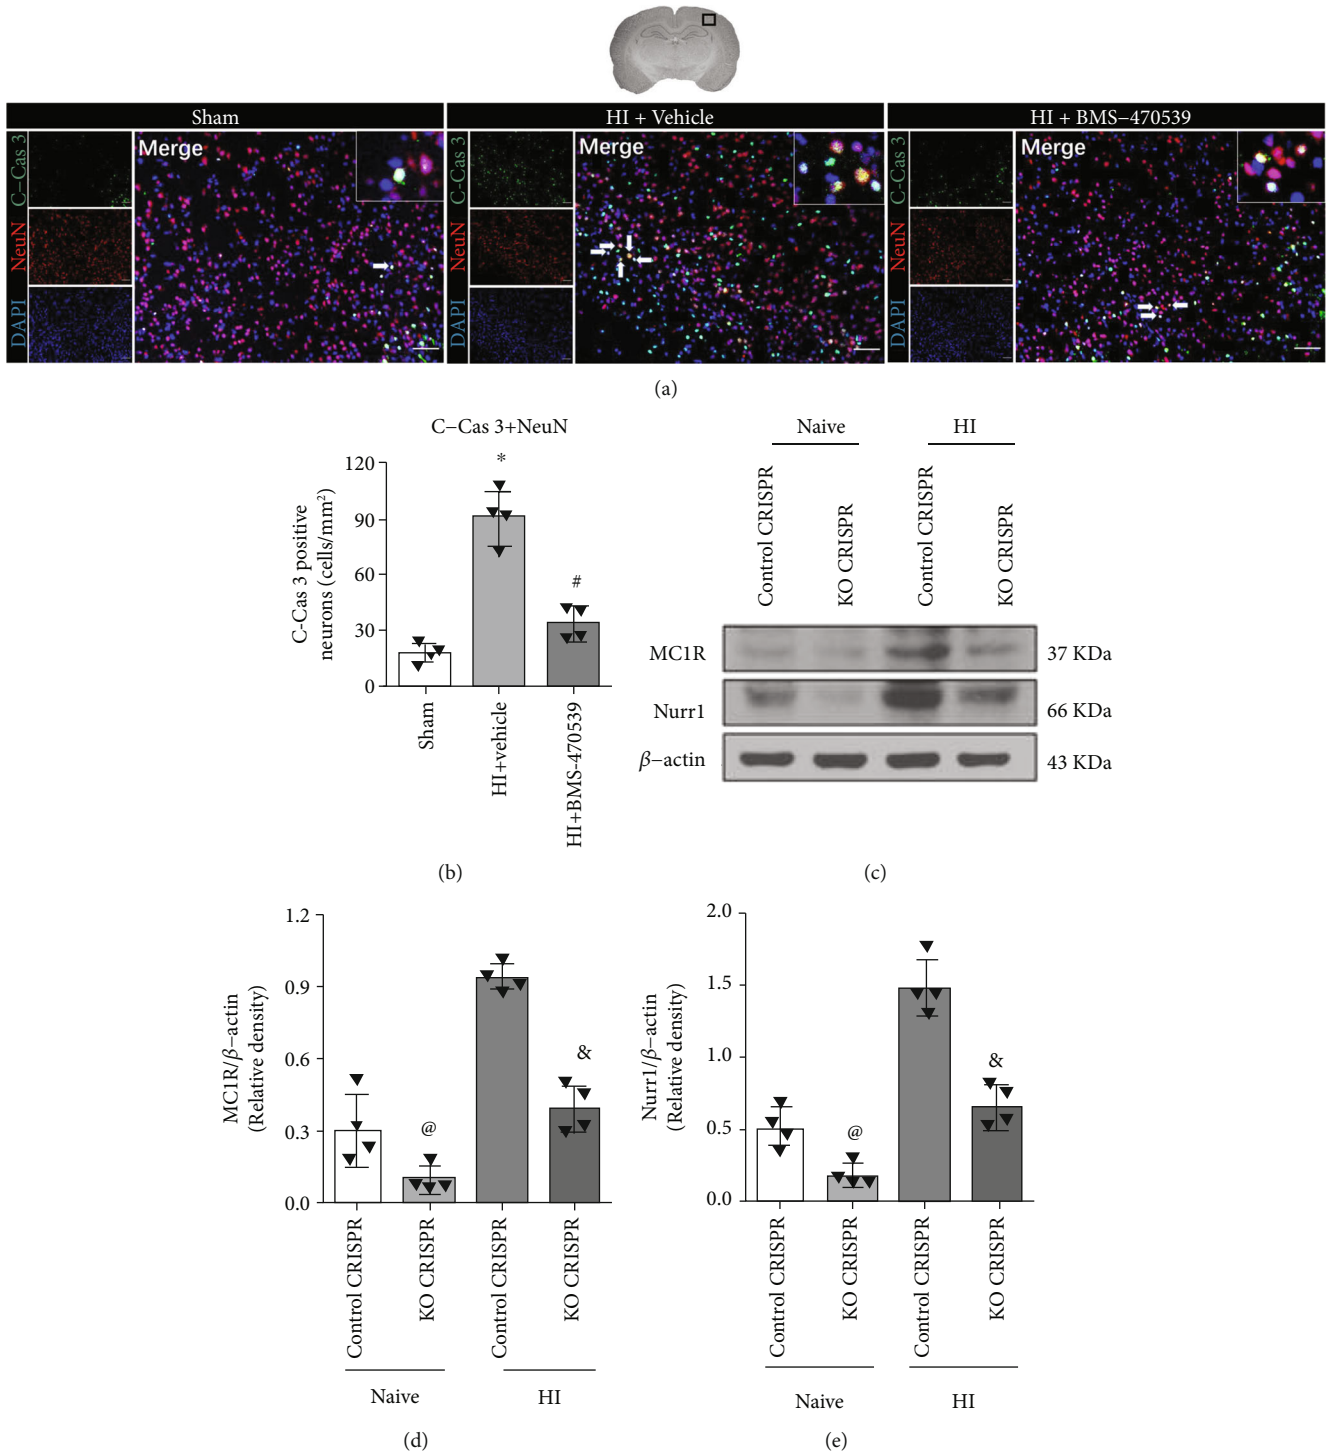 Sham
HI + Vehicle
HI + BMS−470539
C−Cas 3
NeuN
DAPI
Merge
C-Cas 3
NeuN
DAPI
Merge
C-Cas 3
NeuN
DAPI
Merge
(a)
C−Cas 3+NeuN
C-Cas 3 positive
neurons (cells/mm²)
120
90
60
30
0
*
#
Sham
HI+vehicle
HI+BMS-470539
(b)
Naive
HI
Control CRISPR
KO CRISPR
Control CRISPR
KO CRISPR
MC1R
37 KDa
Nurr1
66 KDa
β−actin
43 KDa
(c)
MC1R/β−actin
(Relative density)
1.2
0.9
0.6
0.3
0.0
@
&
Control CRISPR
KO CRISPR
Control CRISPR
KO CRISPR
Naive
HI
(d)
Nurr1/β−actin
(Relative density)
2.0
1.5
1.0
0.5
0.0
@
&
Control CRISPR
KO CRISPR
Control CRISPR
KO CRISPR
Naive
HI
(e)